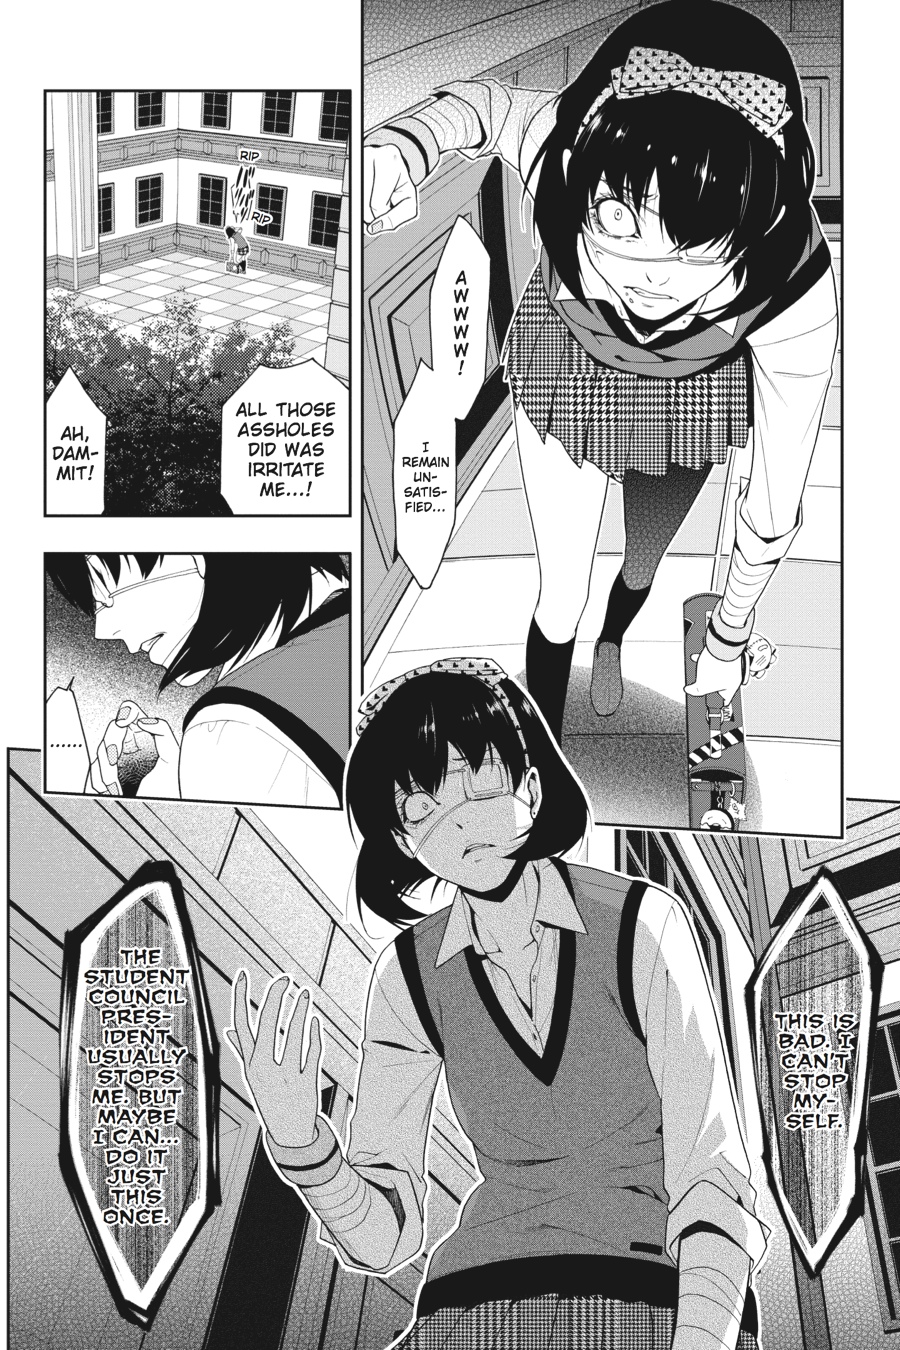 AWWW!
I
REMAIN
UN-
SATIS-
FIED...
RIP
RIP
ALL THOSE
ASSHOLES
DID WAS
IRRITATE
ME...!
AH,
DAM-
MIT!
......
THIS IS
BAD. I
CAN'T
STOP
MY-
SELF.
THE
STUDENT
COUNCIL
PRES-
IDENT
USUALLY
STOPS
ME. BUT
MAYBE
I CAN...
DO IT
JUST
THIS
ONCE.